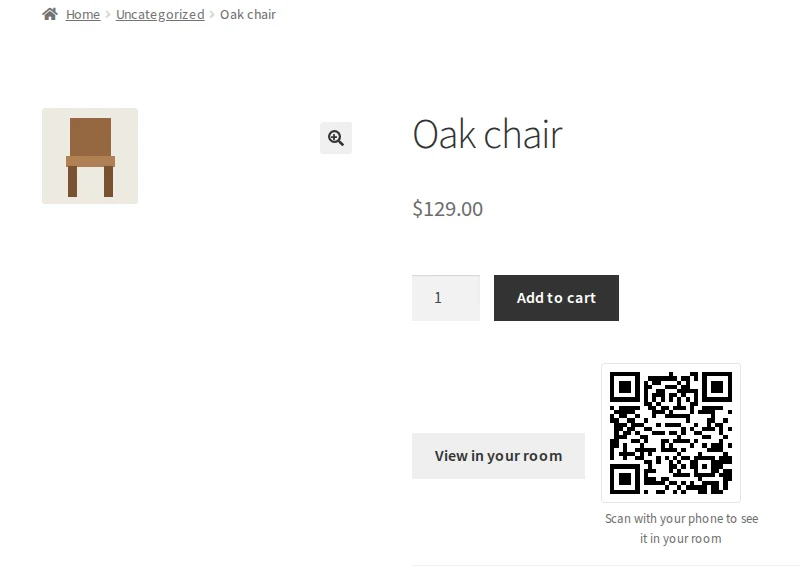 Home > Uncategorized > Oak chair
Oak chair
$129.00
1
Add to cart
View in your room
Scan with your phone to see
it in your room